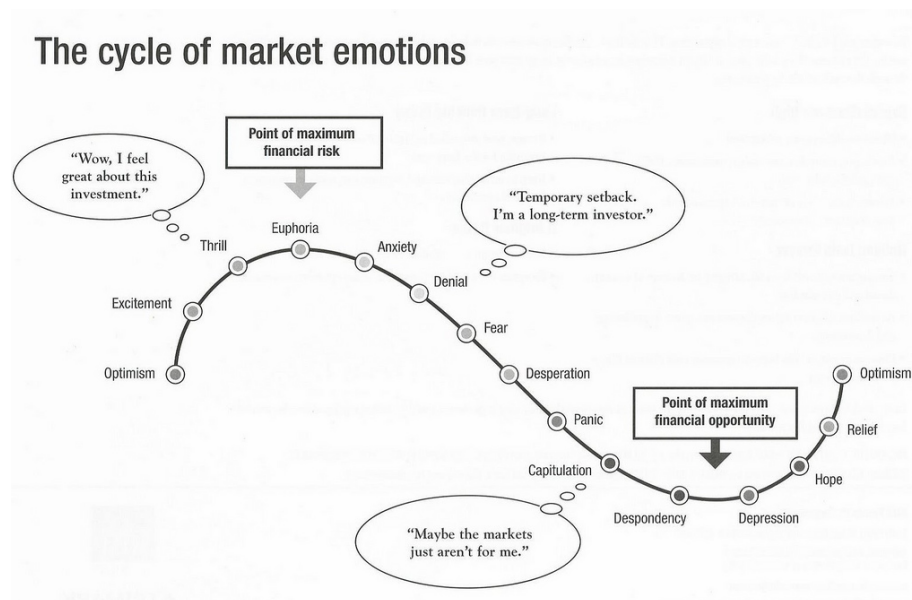 The cycle of market emotions
Point of maximum
financial risk
“Wow, I feel
great about this
investment.”
“Temporary setback.
I’m a long-term investor.”
Euphoria
Thrill
Anxiety
Denial
Excitement
Fear
Optimism
Desperation
Optimism
Point of maximum
financial opportunity
Panic
Relief
Capitulation
Hope
Despondency
Depression
“Maybe the markets
just aren’t for me.”